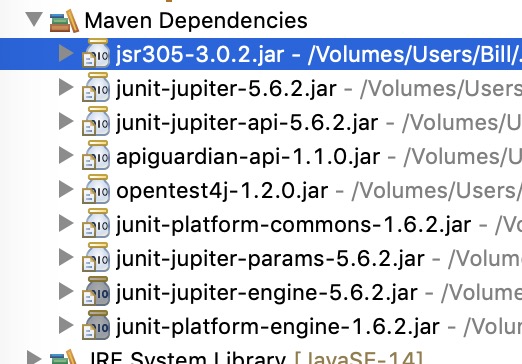 Maven Dependencies
jsr305-3.0.2.jar - /Volumes/Users/Bill/.
junit-jupiter-5.6.2.jar - /Volumes/Users
junit-jupiter-api-5.6.2.jar - /Volumes/U
apiguardian-api-1.1.0.jar - /Volumes/U
opentest4j-1.2.0.jar - /Volumes/Users/
junit-platform-commons-1.6.2.jar - /Vo
junit-jupiter-params-5.6.2.jar - /Volume
junit-jupiter-engine-5.6.2.jar - /Volume
junit-platform-engine-1.6.2.jar - /Volum
JRE System Library [JavaSE-14]